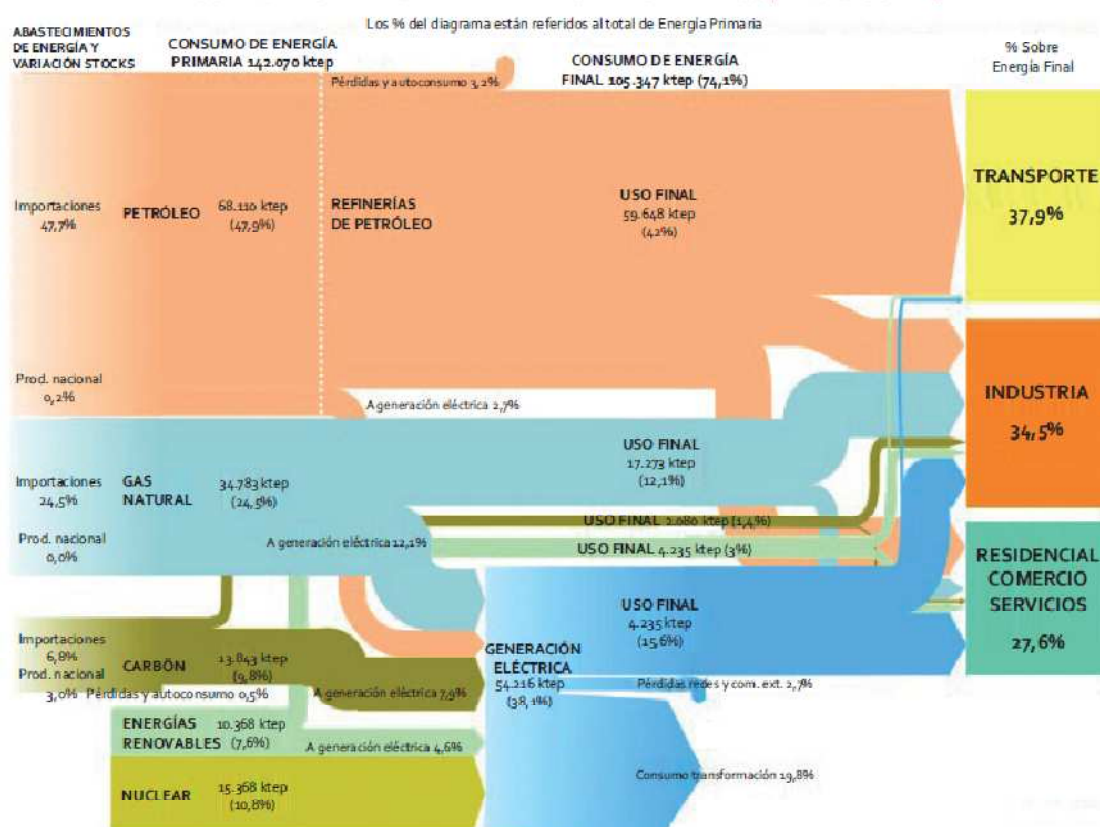 Los % del diagrama están referidos al total de Energía Primaria
ABASTECIMIENTOS
DE ENERGÍA Y
VARIACIÓN STOCKS
CONSUMO DE ENERGÍA
PRIMARIA 142.070 ktep
CONSUMO DE ENERGÍA
FINAL 105.347 ktep (74,1%)
% Sobre
Energía Final
Pérdidas y autoconsumo 3,2%
Importaciones
47,7%
PETRÓLEO
68.110 ktep
(47,9%)
REFINERÍAS
DE PETRÓLEO
USO FINAL
59.648 ktep
(42%)
TRANSPORTE
37,9%
Prod. nacional
0,2%
A generación eléctrica 2,7%
INDUSTRIA
34,5%
Importaciones
24,5%
GAS
NATURAL
34.783 ktep
(24,5%)
USO FINAL
17.273 ktep
(12,1%)
Prod. nacional
0,0%
A generación eléctrica 12,1%
USO FINAL 2.080 ktep (1,4%)
USO FINAL 4.235 ktep (3%)
RESIDENCIAL
COMERCIO
SERVICIOS
27,6%
USO FINAL
4.235 ktep
(15,6%)
Importaciones
6,8%
Prod. nacional
3,0%
CARBÓN
13.843 ktep
(9,8%)
Pérdidas y autoconsumo 0,5%
A generación eléctrica 7,9%
GENERACIÓN
ELÉCTRICA
54.216 ktep
(38,1%)
Pérdidas redes y com. ext. 2,7%
ENERGÍAS
RENOVABLES
10.368 ktep
(7,6%)
A generación eléctrica 4,6%
Consumo transformación 19,8%
NUCLEAR
15.368 ktep
(10,8%)